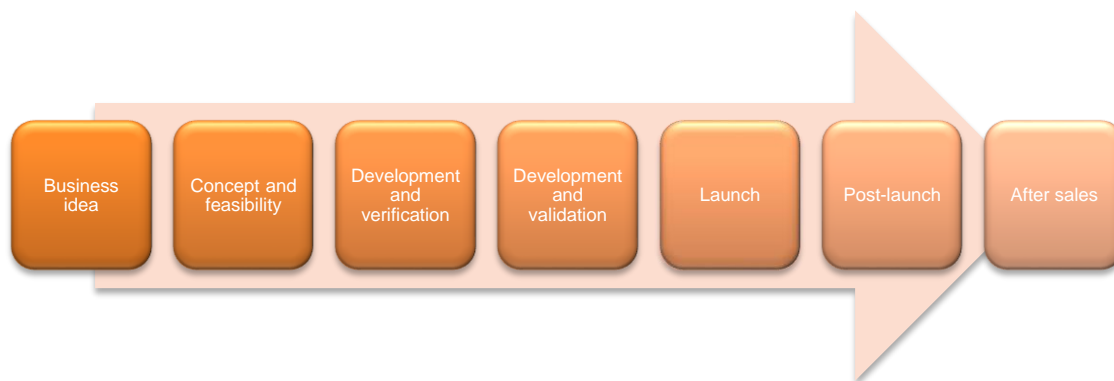 Business
idea
Concept and
feasibility
Development
and
verification
Development
and
validation
Launch
Post-launch
After sales